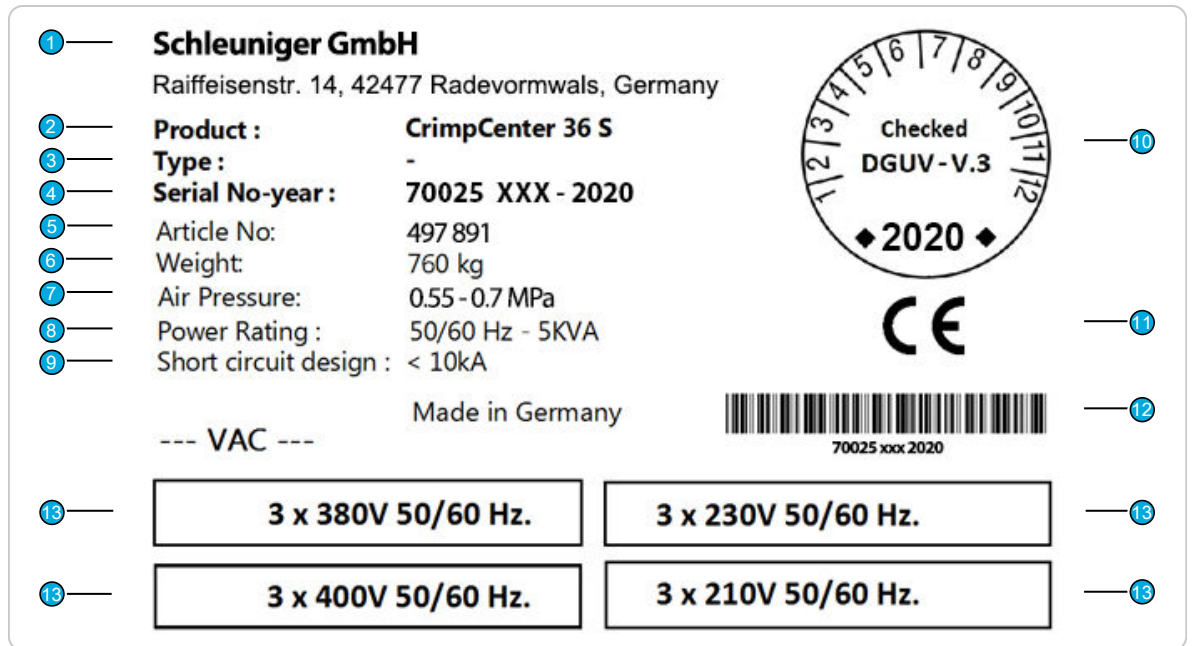 1 Schleuniger GmbH
Raiffeisenstr. 14, 42477 Radevormwals, Germany
2 Product : CrimpCenter 36 S
3 Type : -
4 Serial No-year : 70025 XXX - 2020
5 Article No: 497 891
6 Weight: 760 kg
7 Air Pressure: 0.55 - 0.7 MPa
8 Power Rating : 50/60 Hz - 5KVA
9 Short circuit design : < 10kA
Made in Germany
--- VAC ---
1 2 3 4 5 6 7 8 9 10 11 12
Checked
DGUV - V.3
◆ 2020 ◆
10
CE 11
12
70025 xxx 2020
13 3 x 380V 50/60 Hz.
3 x 230V 50/60 Hz. 13
13 3 x 400V 50/60 Hz.
3 x 210V 50/60 Hz. 13